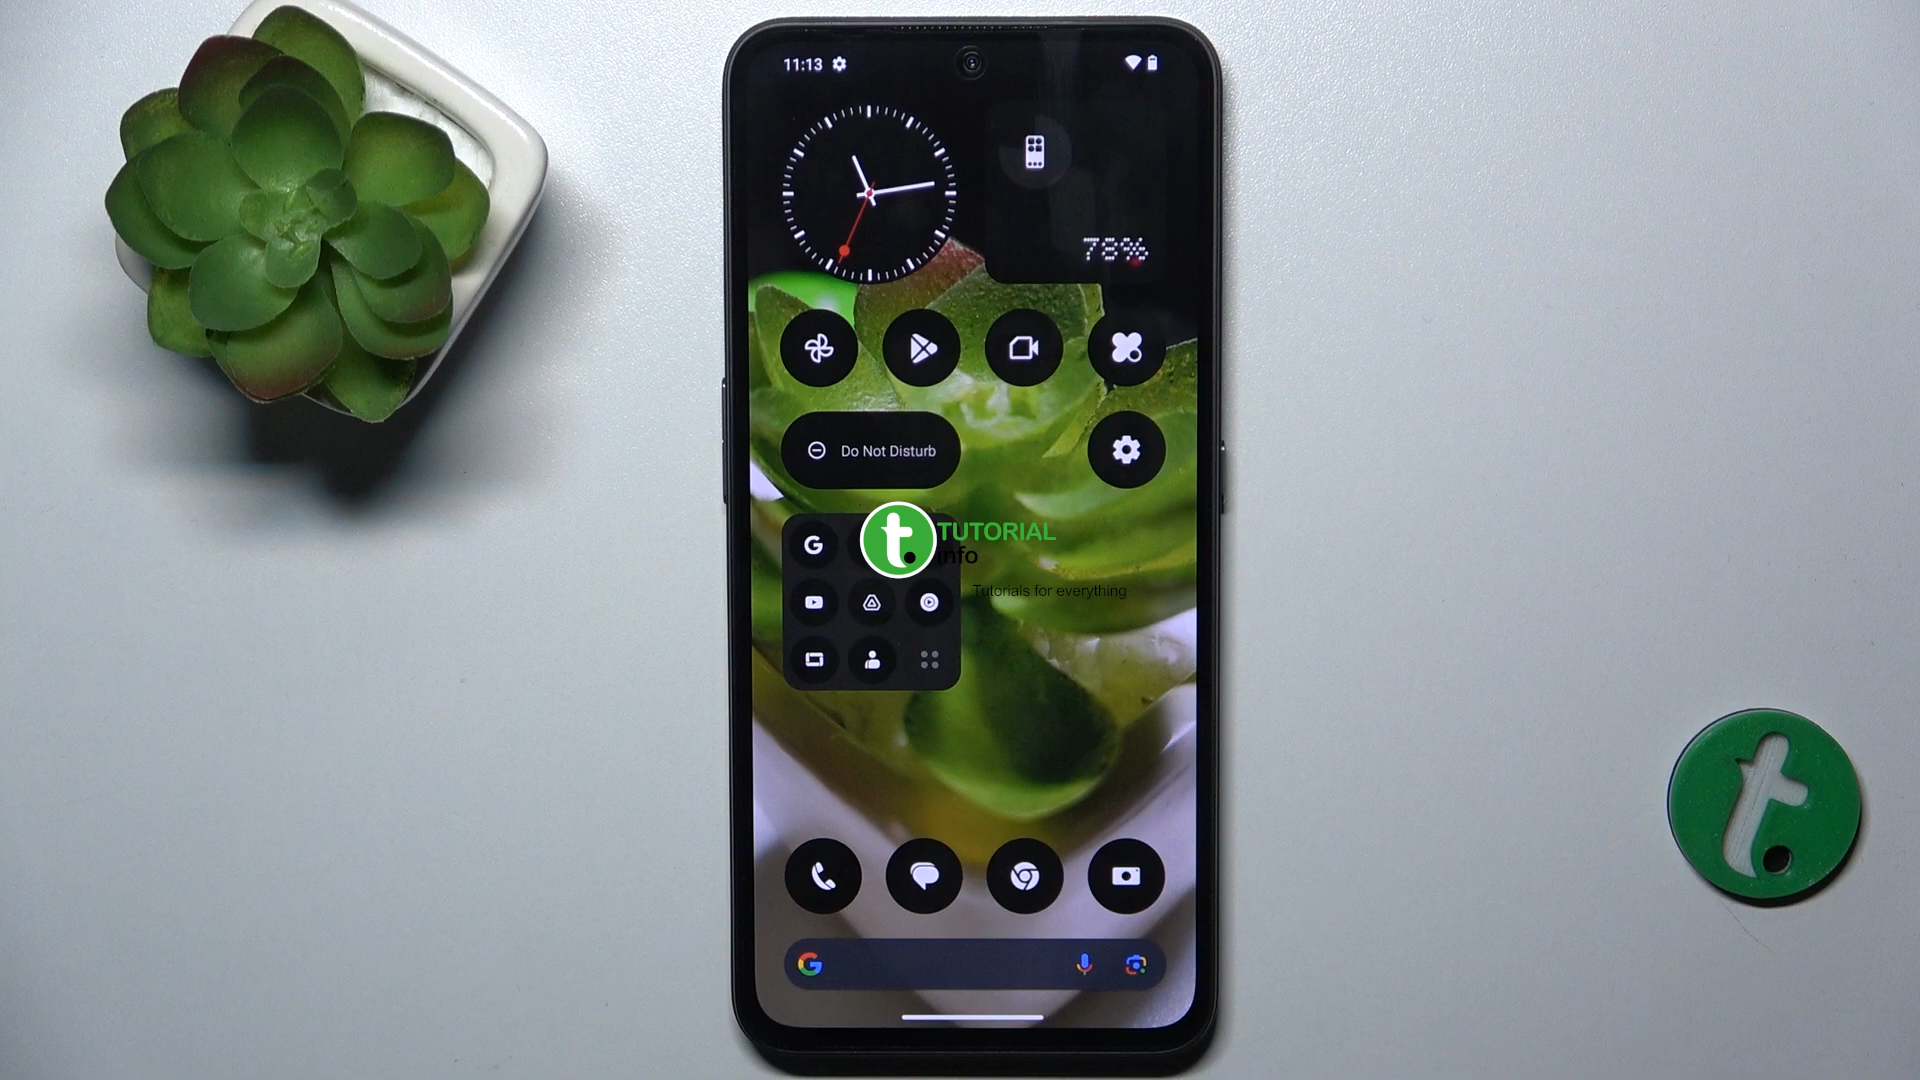 11:13
78%
Do Not Disturb
TUTORIAL
info
Tutorials for everything